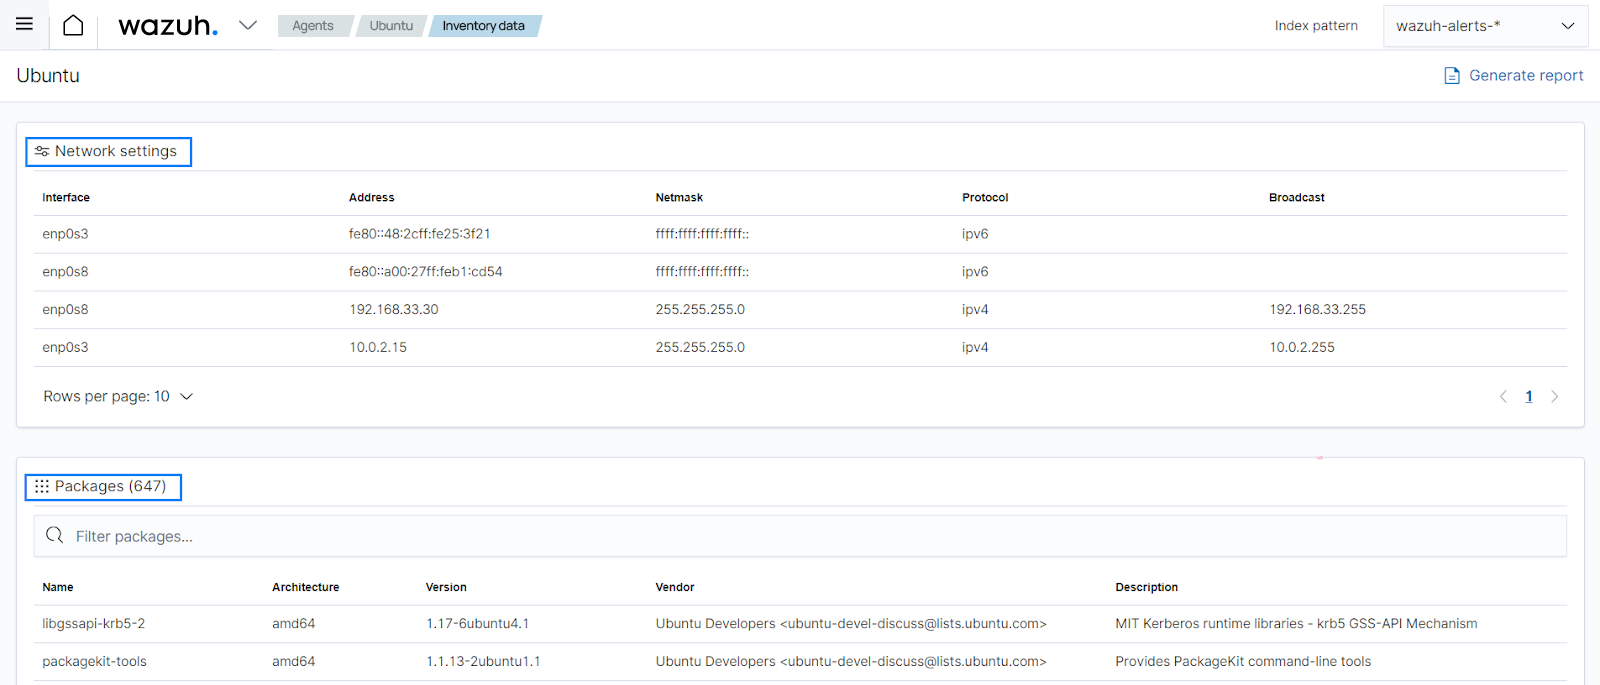 wazuh.
Agents
Ubuntu
Inventory data
Index pattern
wazuh-alerts-*
Ubuntu
Generate report
Network settings
Interface Address Netmask Protocol Broadcast
enp0s3 fe80::48:2cff:fe25:3f21 ffff:ffff:ffff:ffff:: ipv6
enp0s8 fe80::a00:27ff:feb1:cd54 ffff:ffff:ffff:ffff:: ipv6
enp0s8 192.168.33.30 255.255.255.0 ipv4 192.168.33.255
enp0s3 10.0.2.15 255.255.255.0 ipv4 10.0.2.255
Rows per page: 10
1
Packages (647)
Filter packages...
Name Architecture Version Vendor Description
libgssapi-krb5-2 amd64 1.17-6ubuntu4.1 Ubuntu Developers <ubuntu-devel-discuss@lists.ubuntu.com> MIT Kerberos runtime libraries - krb5 GSS-API Mechanism
packagekit-tools amd64 1.1.13-2ubuntu1.1 Ubuntu Developers <ubuntu-devel-discuss@lists.ubuntu.com> Provides PackageKit command-line tools